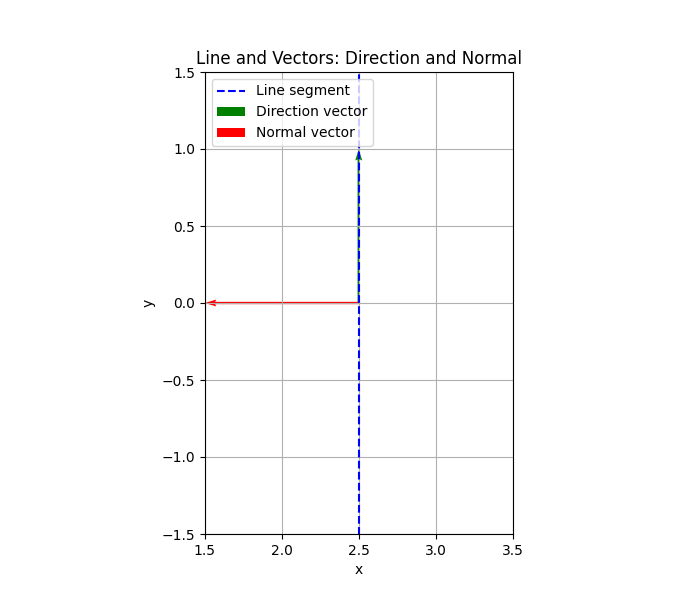 Line and Vectors: Direction and Normal
Line segment
Direction vector
Normal vector
1.5
1.0
0.5
0.0
−0.5
−1.0
−1.5
y
1.5 2.0 2.5 3.0 3.5
x